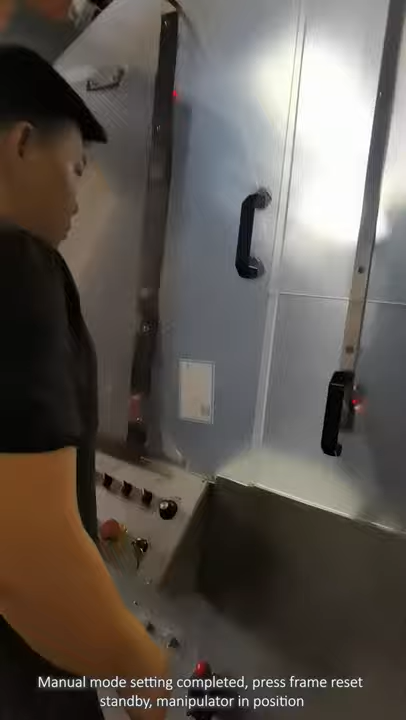 Manual mode setting completed, press frame reset
standby, manipulator in position